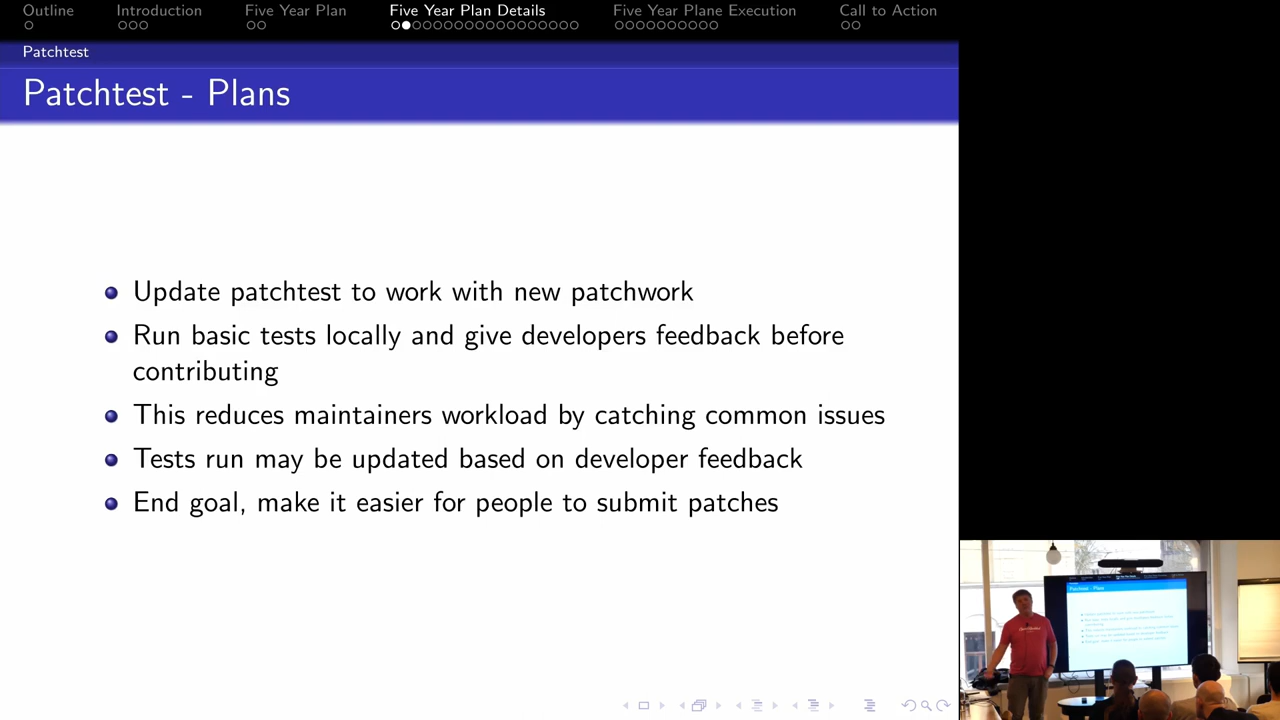 Outline Introduction Five Year Plan Five Year Plan Details Five Year Plane Execution Call to Action
Patchtest
Patchtest - Plans
Update patchtest to work with new patchwork
Run basic tests locally and give developers feedback before
contributing
This reduces maintainers workload by catching common issues
Tests run may be updated based on developer feedback
End goal, make it easier for people to submit patches
Patchtest - Plans